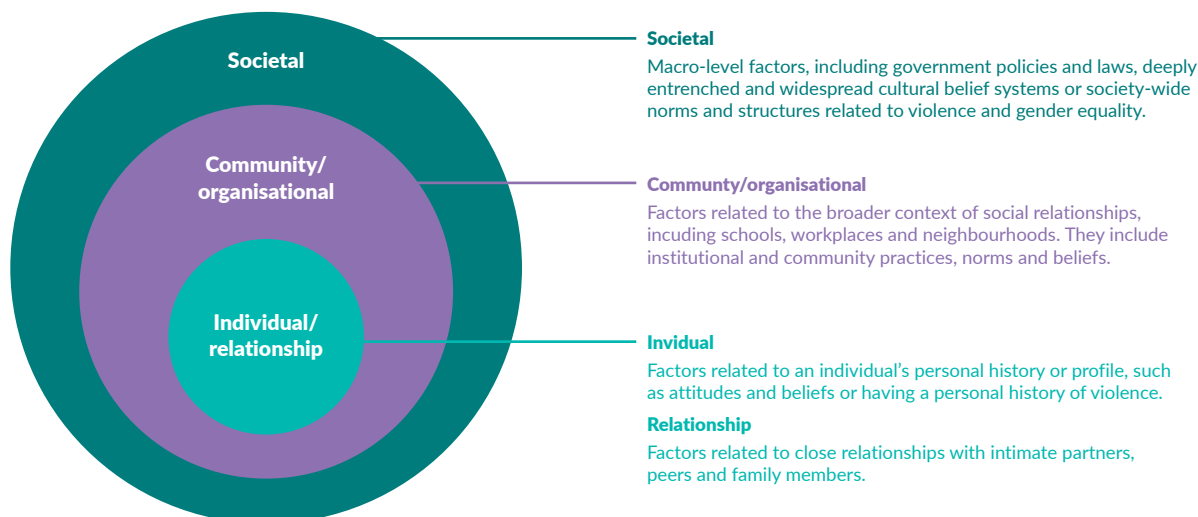 Societal
Community/
organisational
Individual/
relationship
Societal
Macro-level factors, including government policies and laws, deeply
entrenched and widespread cultural belief systems or society-wide
norms and structures related to violence and gender equality.
Communty/organisational
Factors related to the broader context of social relationships,
incuding schools, workplaces and neighbourhoods. They include
institutional and community practices, norms and beliefs.
Invidual
Factors related to an individual’s personal history or profile, such
as attitudes and beliefs or having a personal history of violence.
Relationship
Factors related to close relationships with intimate partners,
peers and family members.